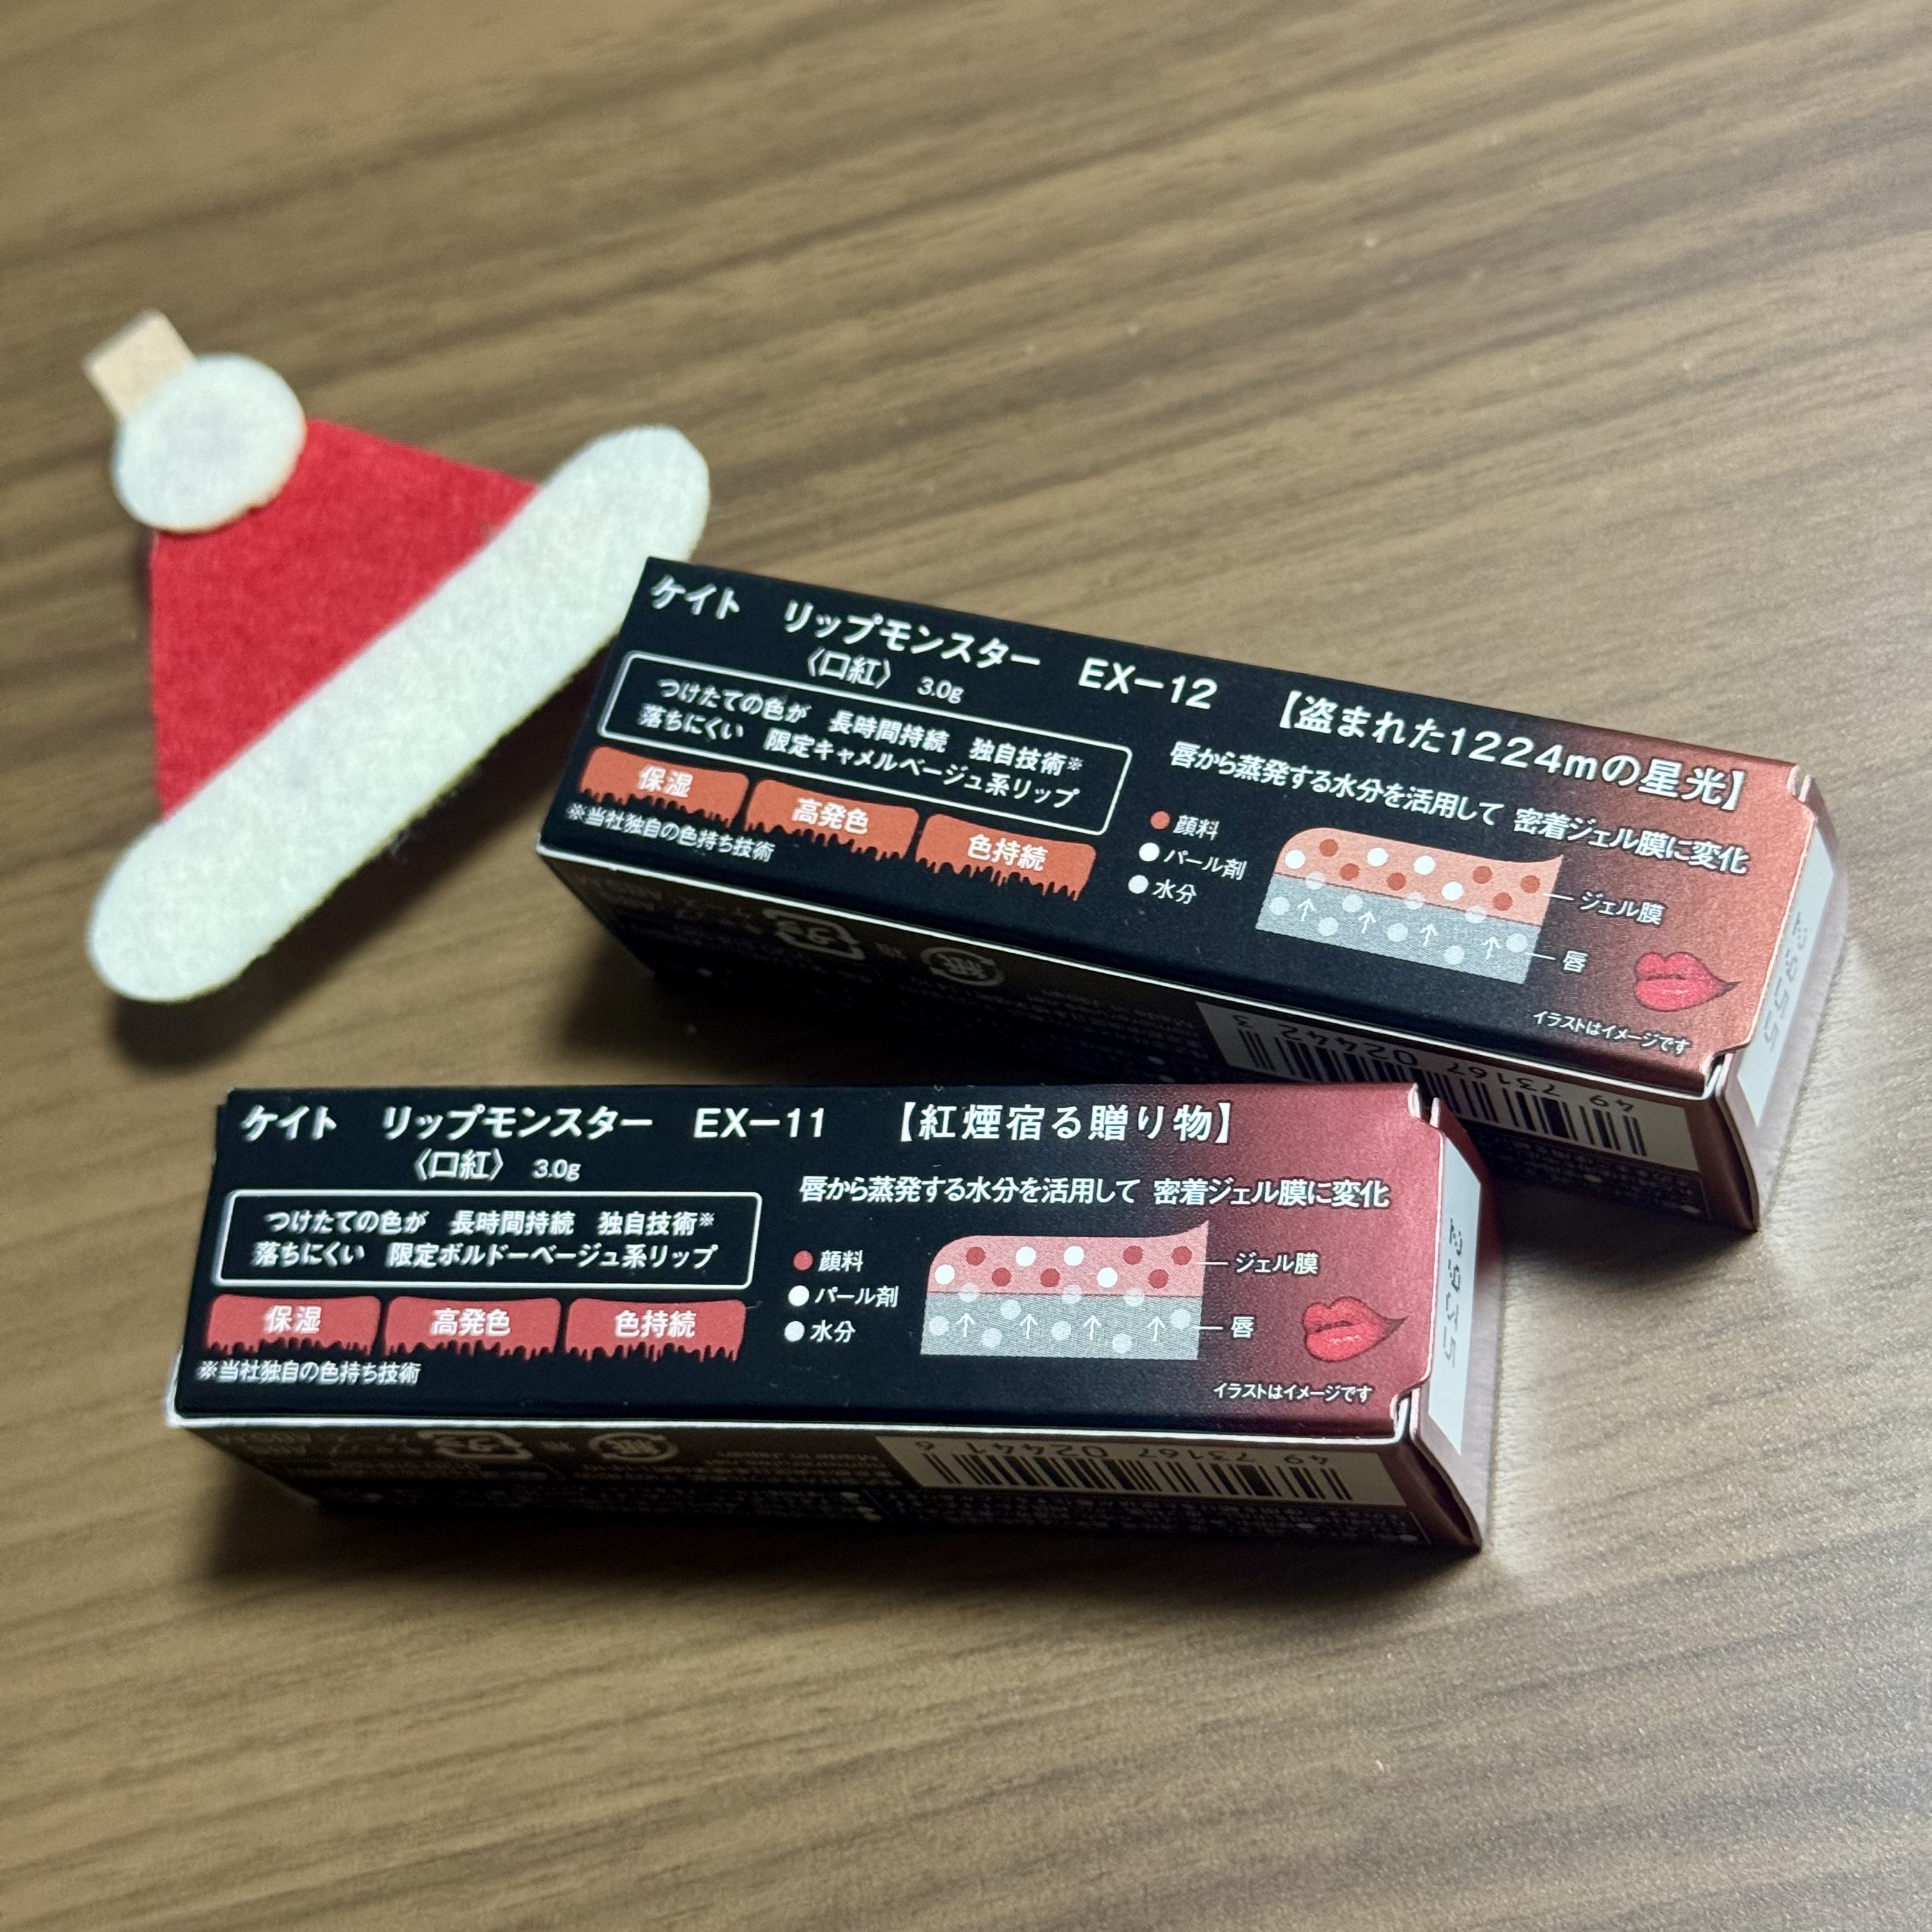 ケイト リップモンスター EX-12 【盗まれた1224mの星光】
〈口紅〉 3.0g
つけたての色が 長時間持続 独自技術※
落ちにくい 限定キャメルベージュ系リップ
保湿 高発色 色持続
※当社独自の色持ち技術
唇から蒸発する水分を活用して 密着ジェル膜に変化
顔料
パール剤
水分
ジェル膜
唇
イラストはイメージです
49 73167 02442 3
ケイト リップモンスター EX-11 【紅煙宿る贈り物】
〈口紅〉 3.0g
つけたての色が 長時間持続 独自技術※
落ちにくい 限定ボルドーベージュ系リップ
保湿 高発色 色持続
※当社独自の色持ち技術
唇から蒸発する水分を活用して 密着ジェル膜に変化
顔料
パール剤
水分
ジェル膜
唇
イラストはイメージです
49 73167 02441 6